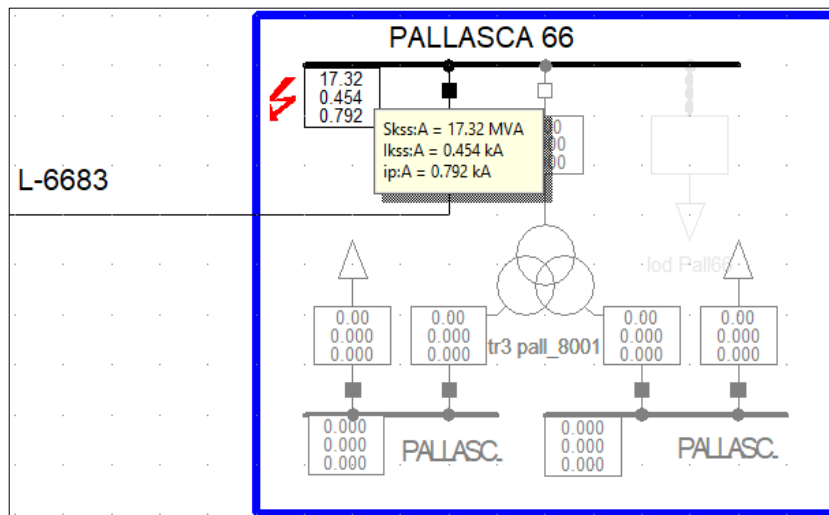 PALLASCA 66
17.32
0.454
0.792
Skss:A = 17.32 MVA
Ikss:A = 0.454 kA
ip:A = 0.792 kA
L-6683
lod Pall66
0.00
0.000
0.000
0.00
0.000
0.000
tr3 pall_8001
0.00
0.000
0.000
0.00
0.000
0.000
0.000
0.000
0.000
PALLASC.
0.000
0.000
0.000
PALLASC.